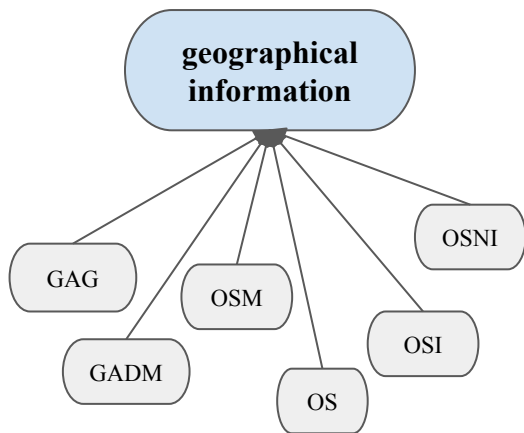 geographical
information
OSNI
GAG
OSM
OSI
GADM
OS